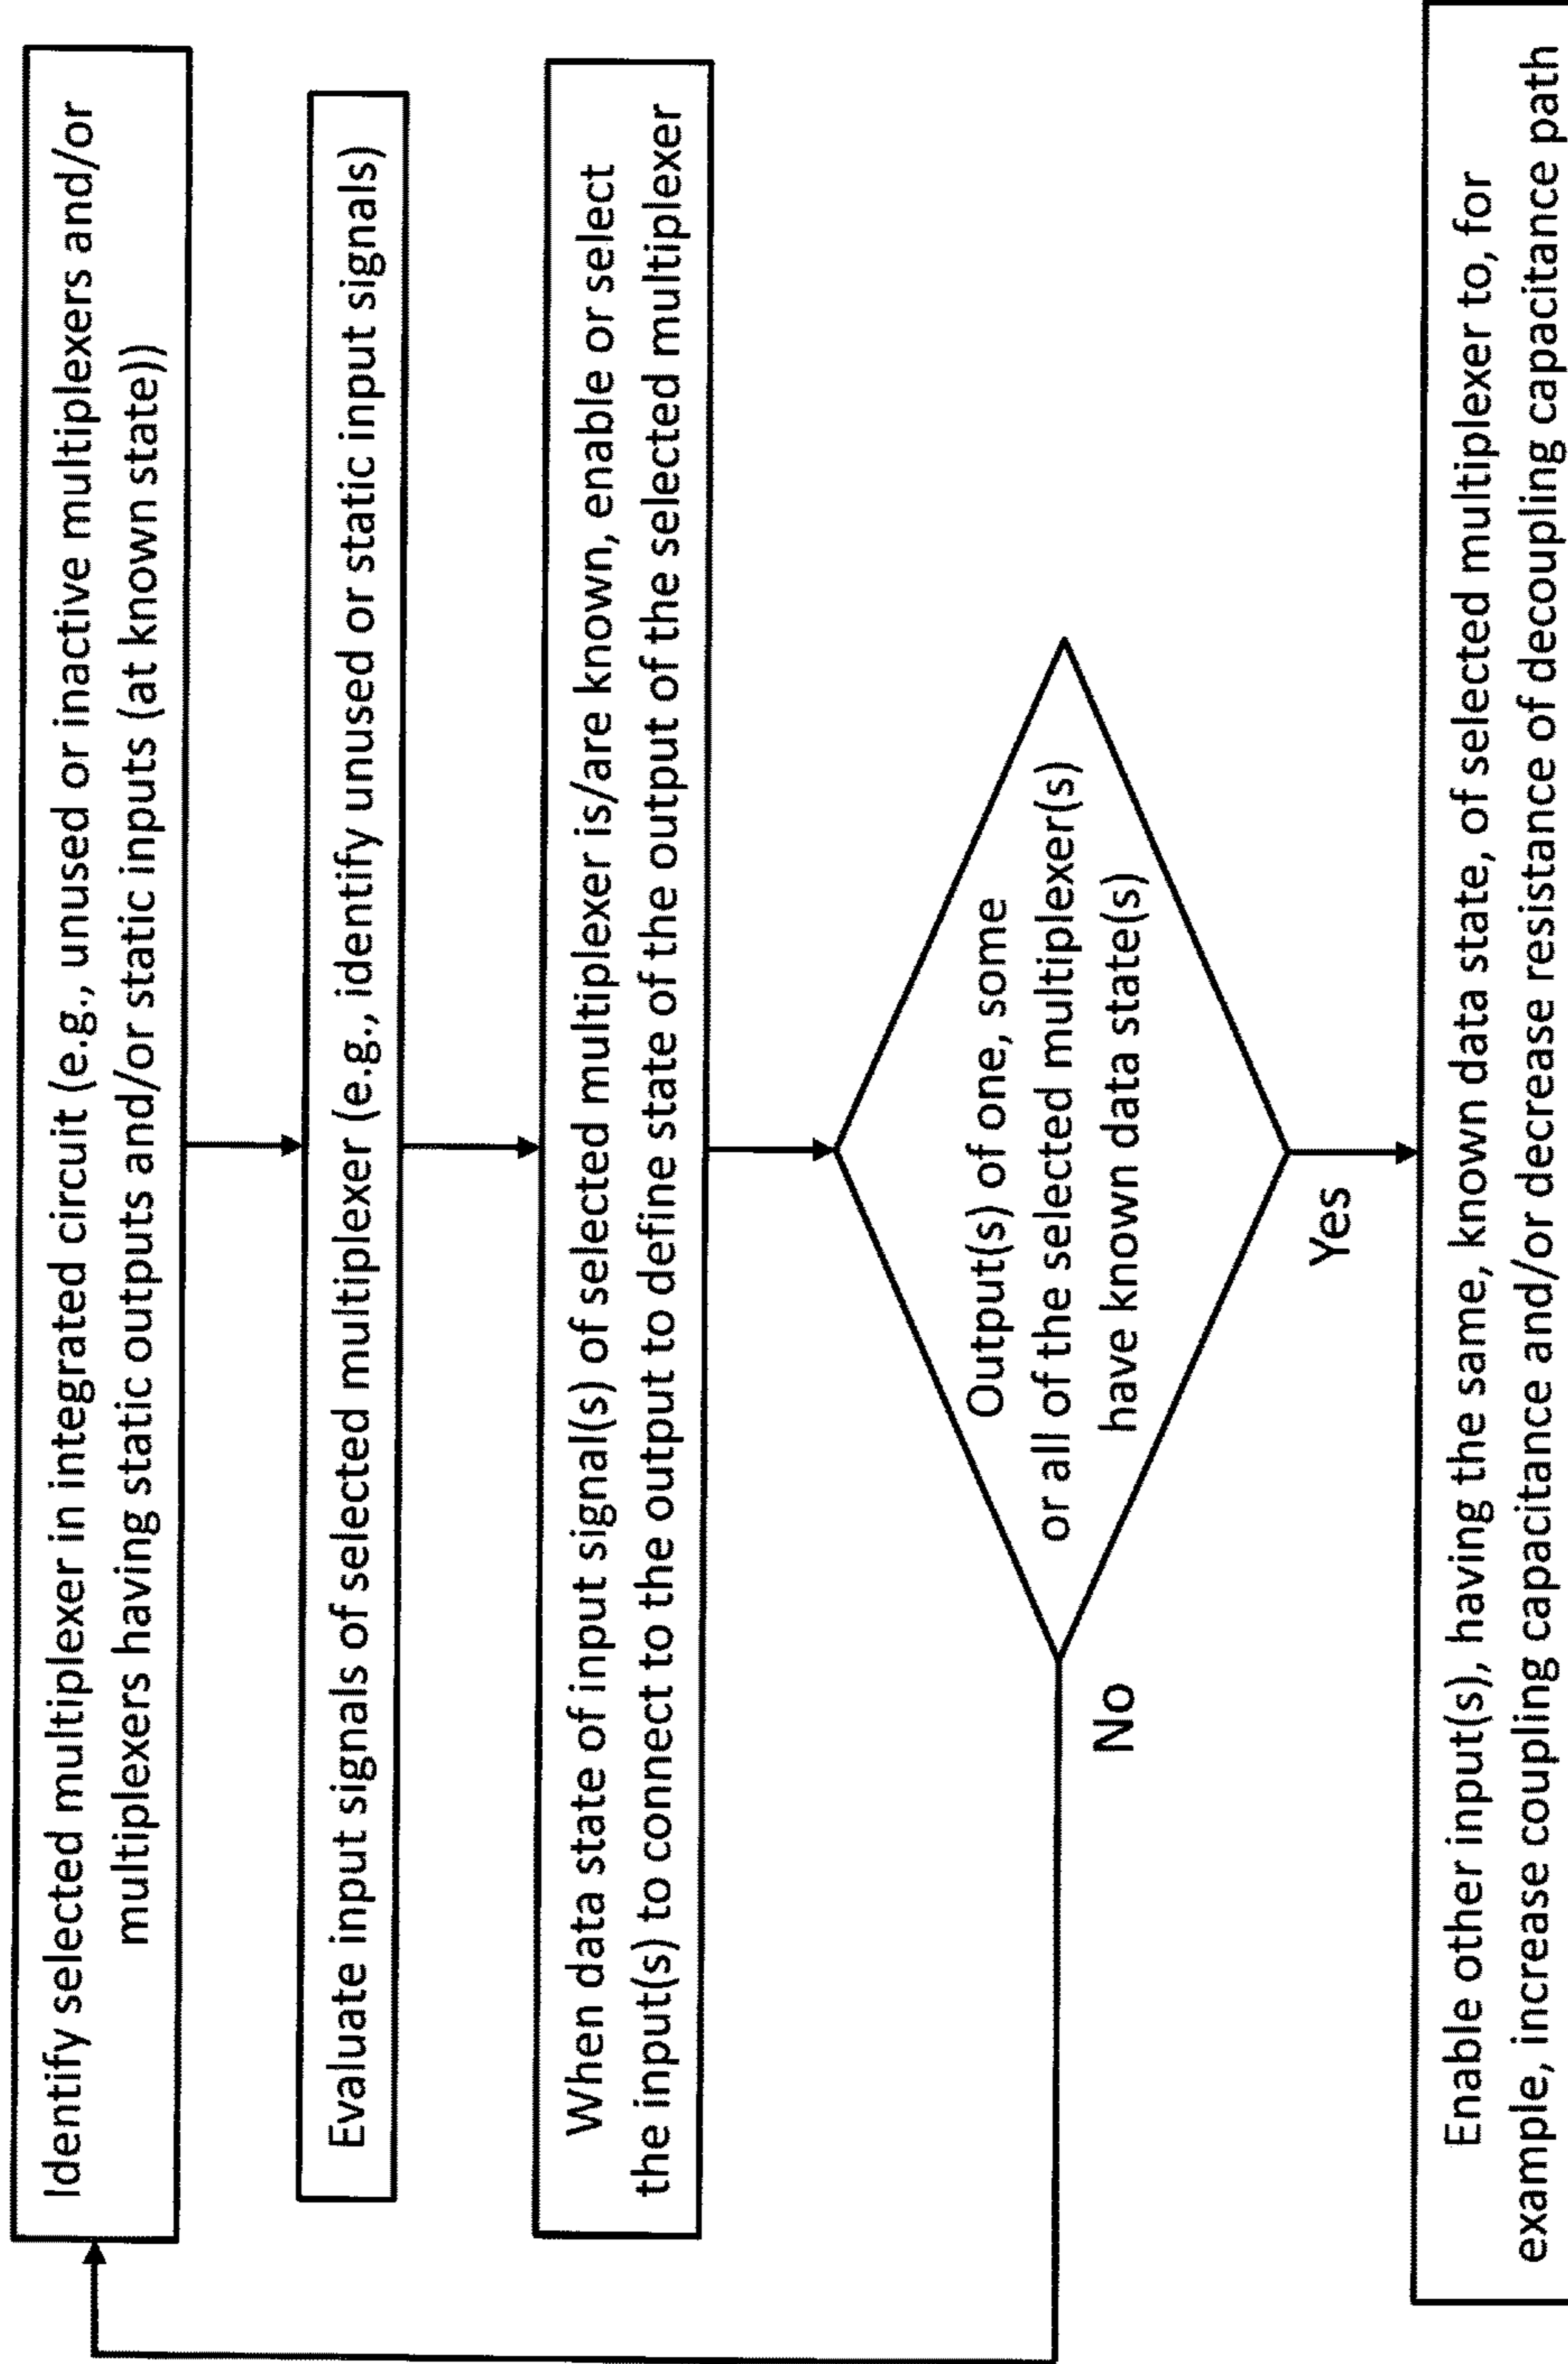 Identify selected multiplexer in integrated circuit (e.g., unused or inactive multiplexers and/or
multiplexers having static outputs and/or static inputs (at known state))
Evaluate input signals of selected multiplexer (e.g., identify unused or static input signals)
When data state of input signal(s) of selected multiplexer is/are known, enable or select
the input(s) to connect to the output to define state of the output of the selected multiplexer
Output(s) of one, some
or all of the selected multiplexer(s)
have known data state(s)
No
Yes
Enable other input(s), having the same, known data state, of selected multiplexer to, for
example, increase coupling capacitance and/or decrease resistance of decoupling capacitance path